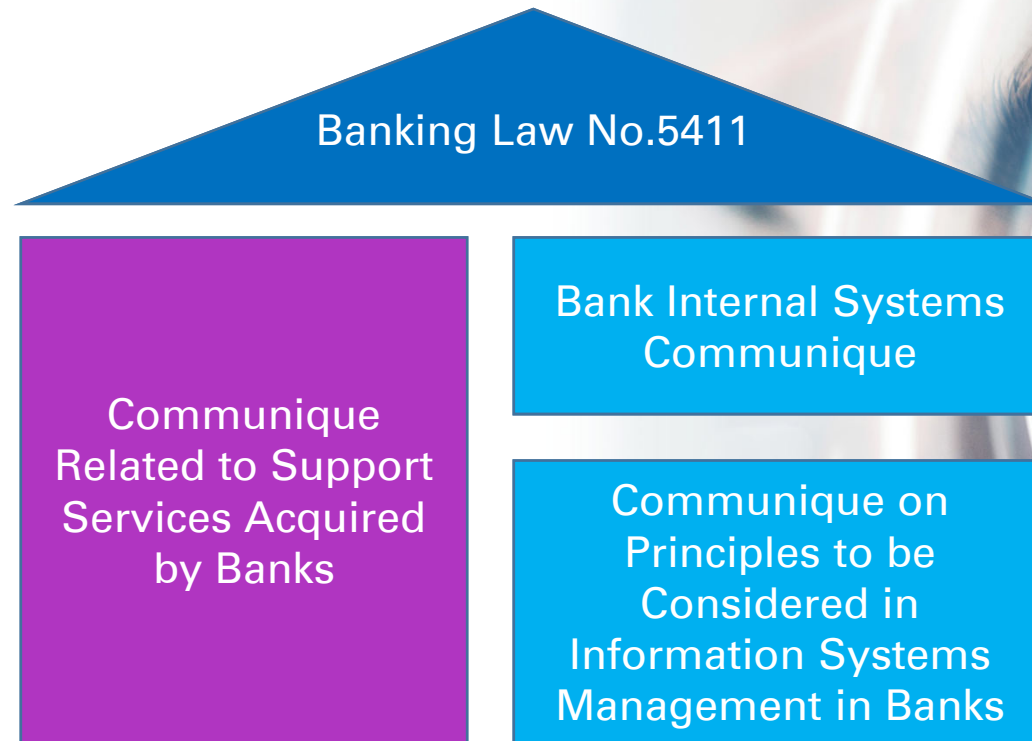 Banking Law No.5411
Communique
Related to Support
Services Acquired
by Banks
Bank Internal Systems
Communique
Communique on
Principles to be
Considered in
Information Systems
Management in Banks